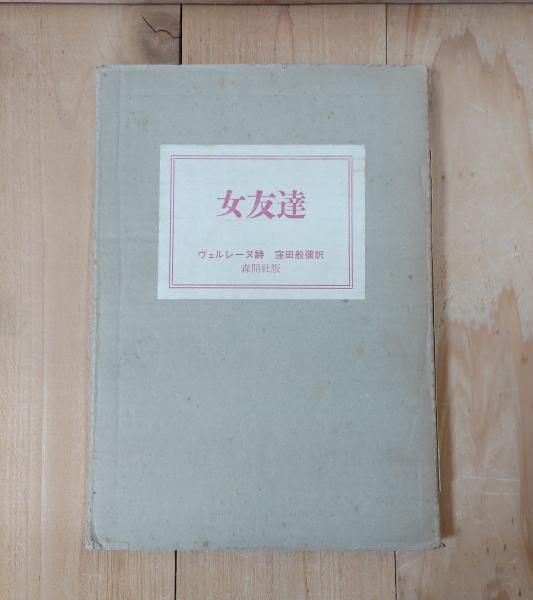 女友達
ヴェルレーヌ詩　窪田般彌訳
森開社版